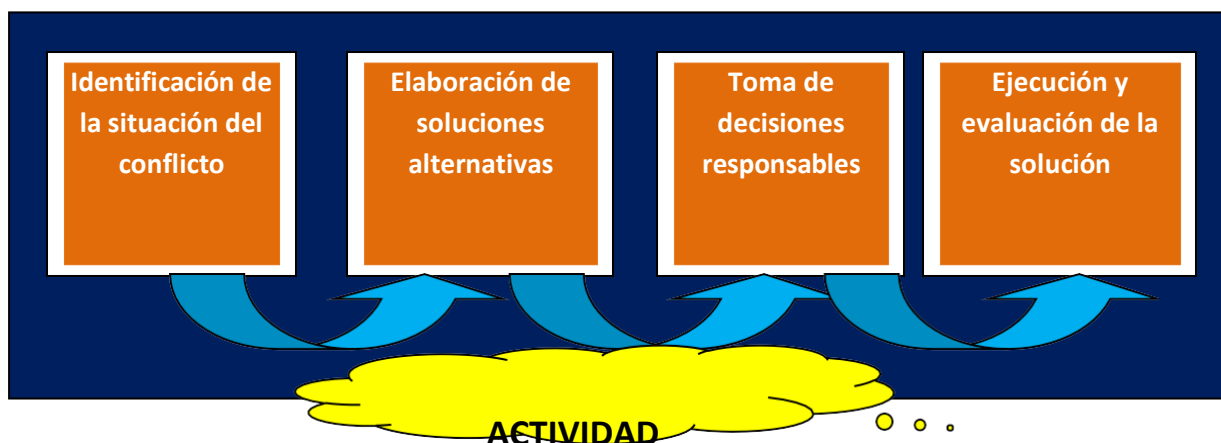 Identificación de
la situación del
conflicto
Elaboración de
soluciones
alternativas
Toma de
decisiones
responsables
Ejecución y
evaluación de la
solución
ACTIVIDAD